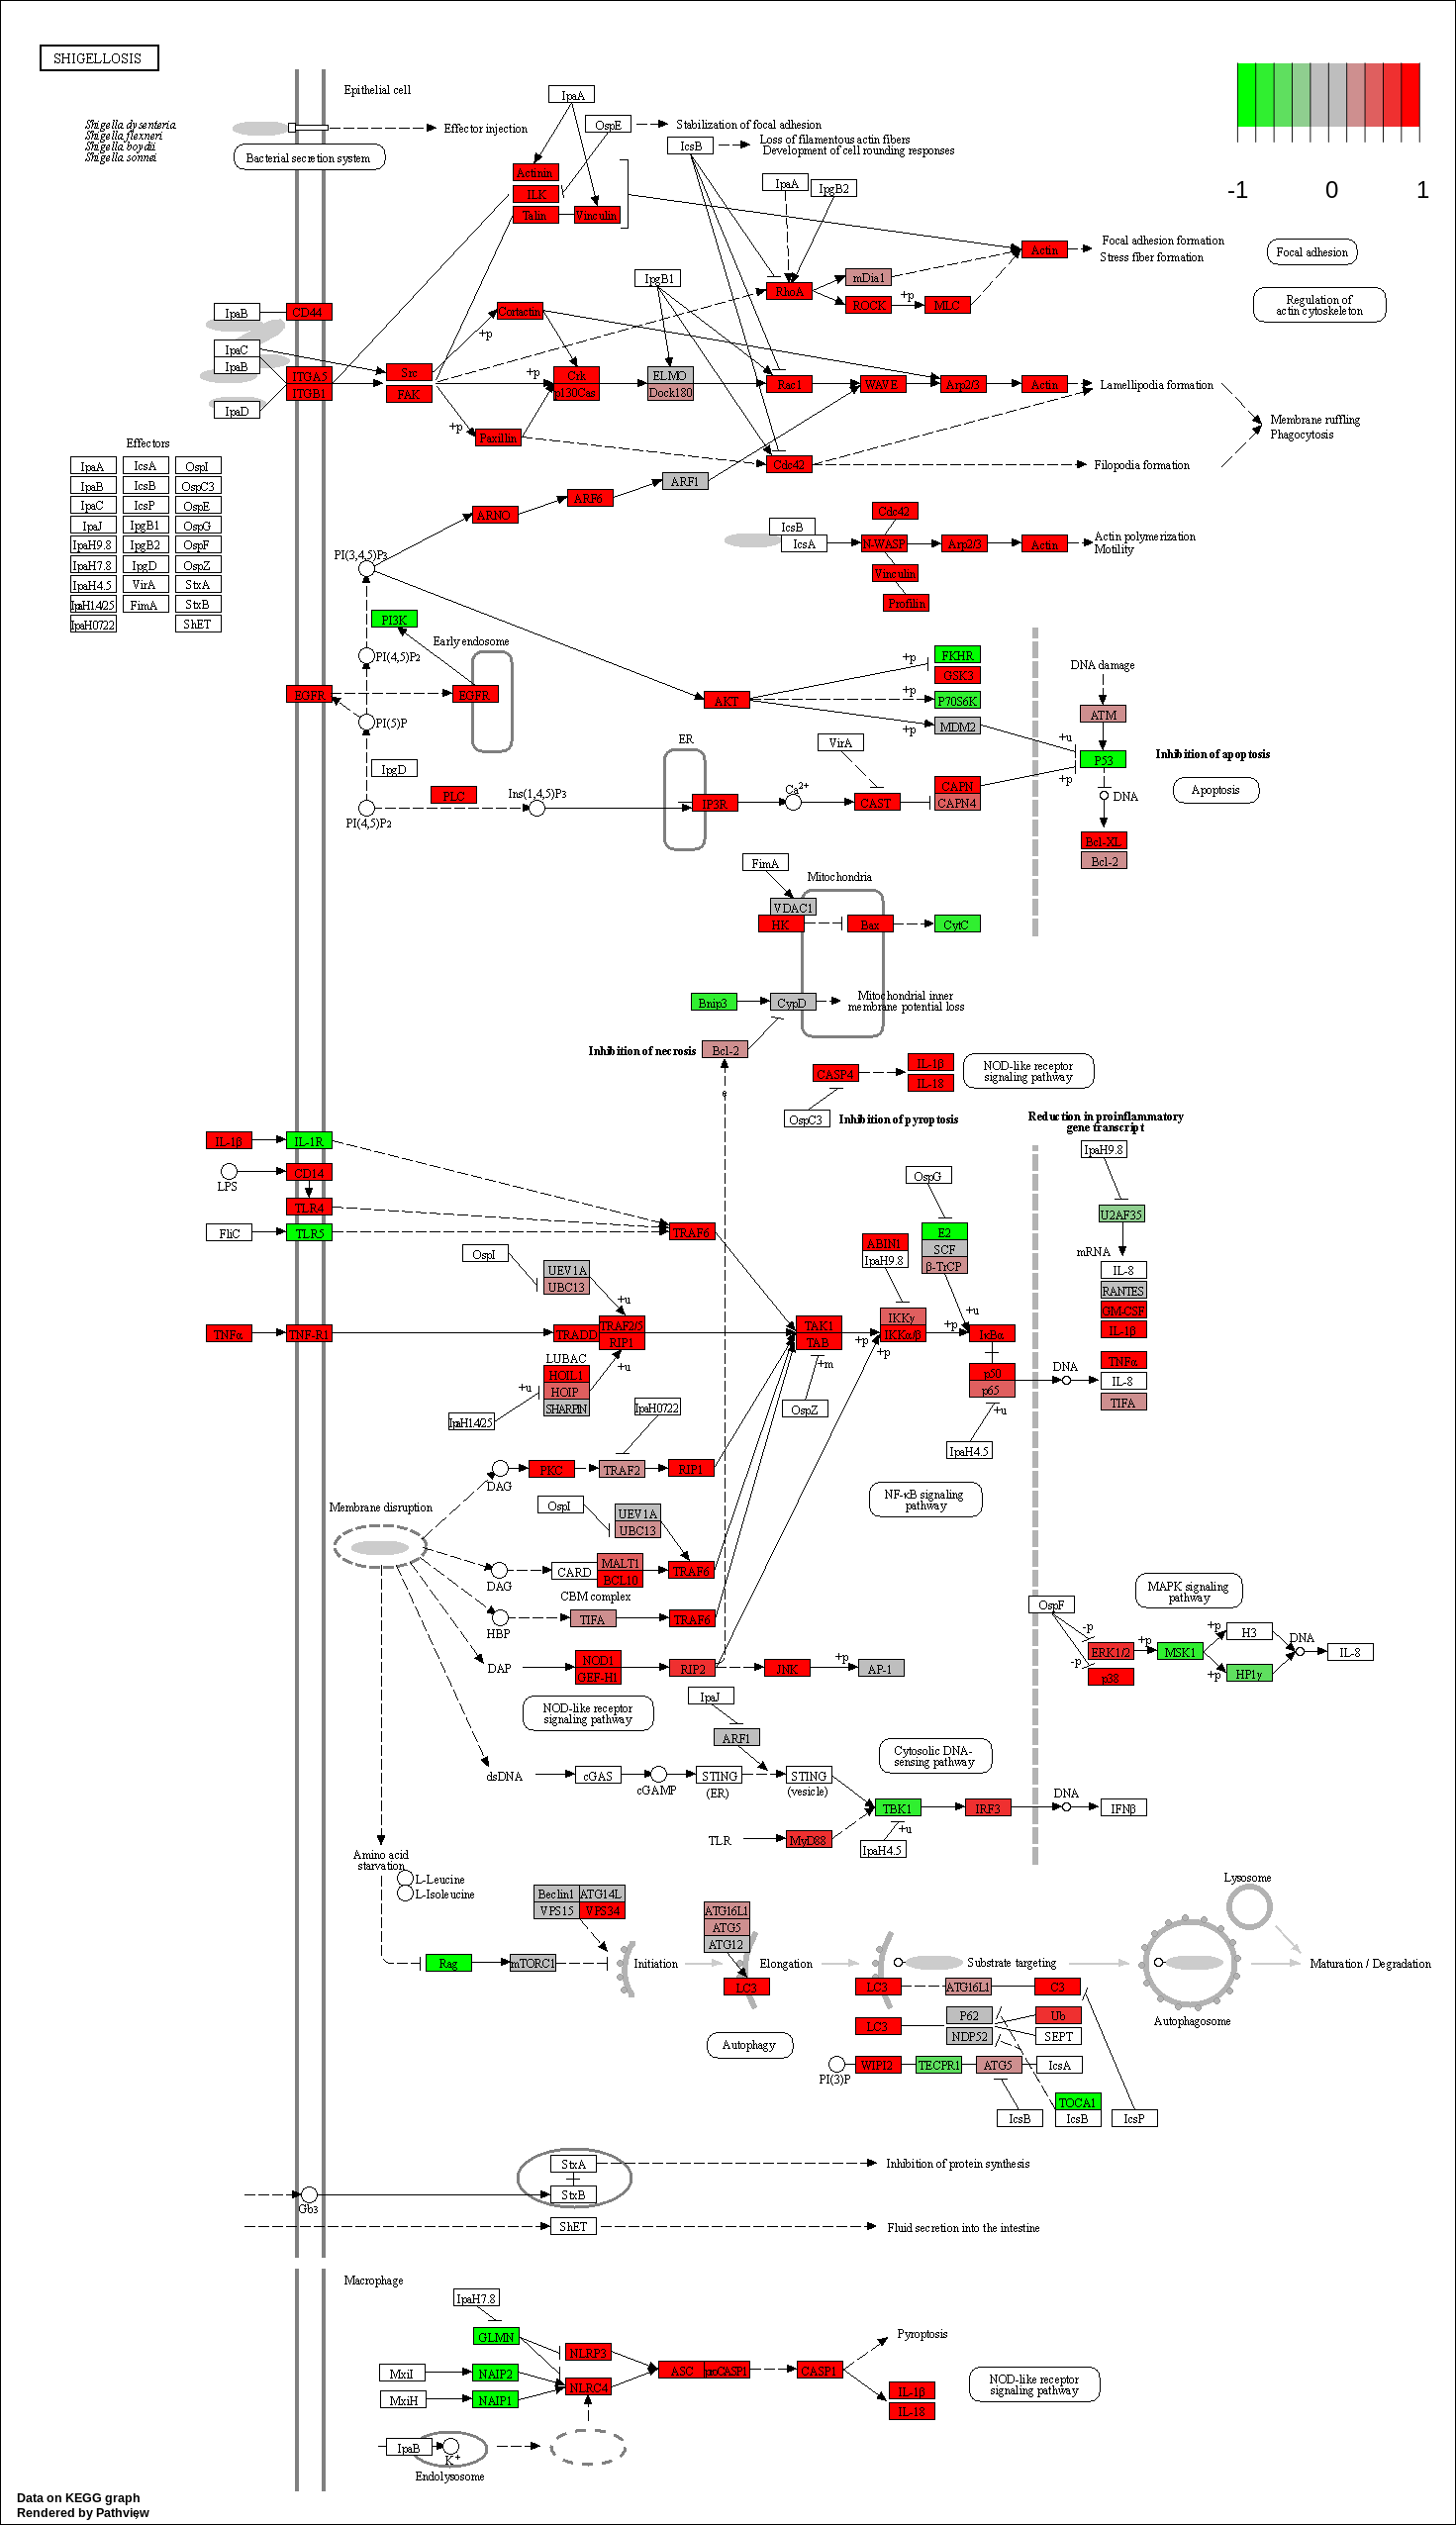 SHIGELLOSIS
-1 0 1
Epithelial cell
Shigella dysenteria
Shigella flexneri
Shigella boydii
Shigella sonnei
Effector injection
Bacterial secretion system
IpaA
OspE
Stabilization of focal adhesion
IcsB
Loss of filamentous actin fibers
Development of cell rounding responses
Actinin
ILK
Talin
Vinculin
IpaA
IpgB2
Actin
Focal adhesion formation
Stress fiber formation
Focal adhesion
IpgB1
mDia1
RhoA
ROCK
+p
MLC
Regulation of
actin cytoskeleton
IpaB
CD44
Cortactin
+p
IpaC
IpaB
ITGA5
ITGB1
Src
FAK
+p
Crk
p130Cas
ELMO
Dock180
Rac1
WAVE
Arp2/3
Actin
Lamellipodia formation
IpaD
+p
Paxillin
Membrane ruffling
Phagocytosis
Cdc42
Filopodia formation
Effectors
IpaA IcsA OspI
IpaB IcsB OspC3
IpaC IcsP OspE
IpaJ IpgB1 OspG
IpaH9.8 IpgB2 OspF
IpaH7.8 IpgD OspZ
IpaH4.5 VirA StxA
IpaH1.4/2.5 FimA StxB
IpaH0722 ShET
ARF1
ARF6
ARNO
Cdc42
IcsB
IcsA
N-WASP
Arp2/3
Actin
Actin polymerization
Motility
Vinculin
Profilin
PI(3,4,5)P3
PI3K
Early endosome
PI(4,5)P2
EGFR
EGFR
PI(5)P
IpgD
PI(4,5)P2
PLC
Ins(1,4,5)P3
AKT
+p
FKHR
GSK3
+p
P70S6K
+p
MDM2
DNA damage
ATM
+u
P53
+p
Inhibition of apoptosis
Apoptosis
DNA
Bcl-XL
Bcl-2
ER
IP3R
Ca2+
VirA
CAST
CAPN
CAPN4
FimA
Mitochondria
VDAC1
HK
Bax
CytC
Bnip3
CypD
Mitochondrial inner
membrane potential loss
Inhibition of necrosis
Bcl-2
e
CASP4
IL-1β
IL-18
NOD-like receptor
signaling pathway
OspC3
Inhibition of pyroptosis
Reduction in proinflammatory
gene transcript
IpaH9.8
IL-1β
IL-1R
CD14
LPS
TLR4
FliC
TLR5
TRAF6
OspG
E2
SCF
β-TrCP
ABIN1
IpaH9.8
U2AF35
mRNA
IL-8
RANTES
GM-CSF
IL-1β
TNFα
IL-8
TIFA
OspI
UEV1A
UBC13
+u
TNFα
TNF-R1
TRADD
TRAF2/5
RIP1
+u
TAK1
TAB
+m
+p
IKKγ
IKKα/β
+p
+p
+u
IκBα
p50
p65
+u
DNA
LUBAC
HOIL1
HOIP
SHARPIN
+u
IpaH1.4/2.5
IpaH0722
OspZ
IpaH4.5
DAG
PKC
TRAF2
RIP1
NF-κB signaling
pathway
Membrane disruption
OspI
UEV1A
UBC13
DAG
CARD
MALT1
BCL10
TRAF6
CBM complex
HBP
TIFA
TRAF6
DAP
NOD1
GEF-H1
RIP2
JNK
+p
AP-1
MAPK signaling
pathway
OspF
-p
-p
ERK1/2
p38
+p
MSK1
+p
+p
H3
HP1γ
DNA
IL-8
NOD-like receptor
signaling pathway
IpaJ
ARF1
dsDNA
cGAS
cGAMP
STING
(ER)
STING
(vesicle)
Cytosolic DNA-
sensing pathway
TBK1
IRF3
DNA
IFNβ
TLR
MyD88
+u
IpaH4.5
Amino acid
starvation
L-Leucine
L-Isoleucine
Beclin1 ATG14L
VPS15 VPS34
ATG16L1
ATG5
ATG12
Lysosome
Rag
mTORC1
Initiation
LC3
Elongation
Substrate targeting
Maturation / Degradation
LC3
ATG16L1
C3
P62
NDP52
LC3
Ub
SEPT
Autophagosome
Autophagy
PI(3)P
WIPI2
TECPR1
ATG5
IcsA
TOCA1
IcsB
IcsB
IcsP
StxA
Inhibition of protein synthesis
StxB
Gb3
ShET
Fluid secretion into the intestine
Macrophage
IpaH7.8
GLMN
NLRP3
Pyroptosis
MxiI
NAIP2
NLRC4
ASC
proCASP1
CASP1
MxiH
NAIP1
IL-1β
IL-18
NOD-like receptor
signaling pathway
IpaB
K+
Endolysosome
Data on KEGG graph
Rendered by Pathview